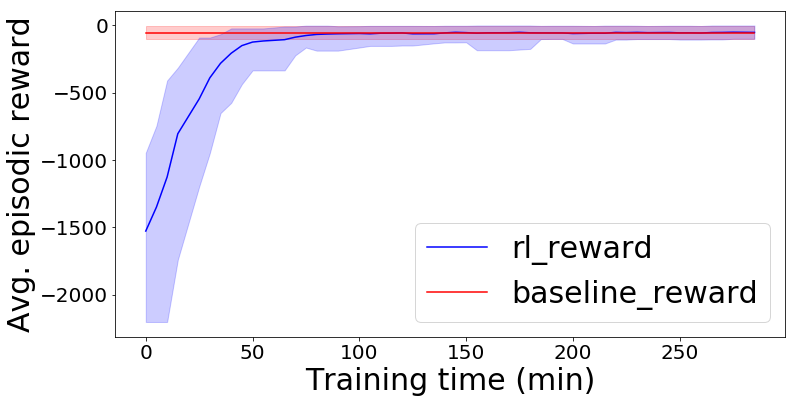 Avg. episodic reward
0
−500
−1000
−1500
−2000
rl_reward
baseline_reward
0 50 100 150 200 250
Training time (min)